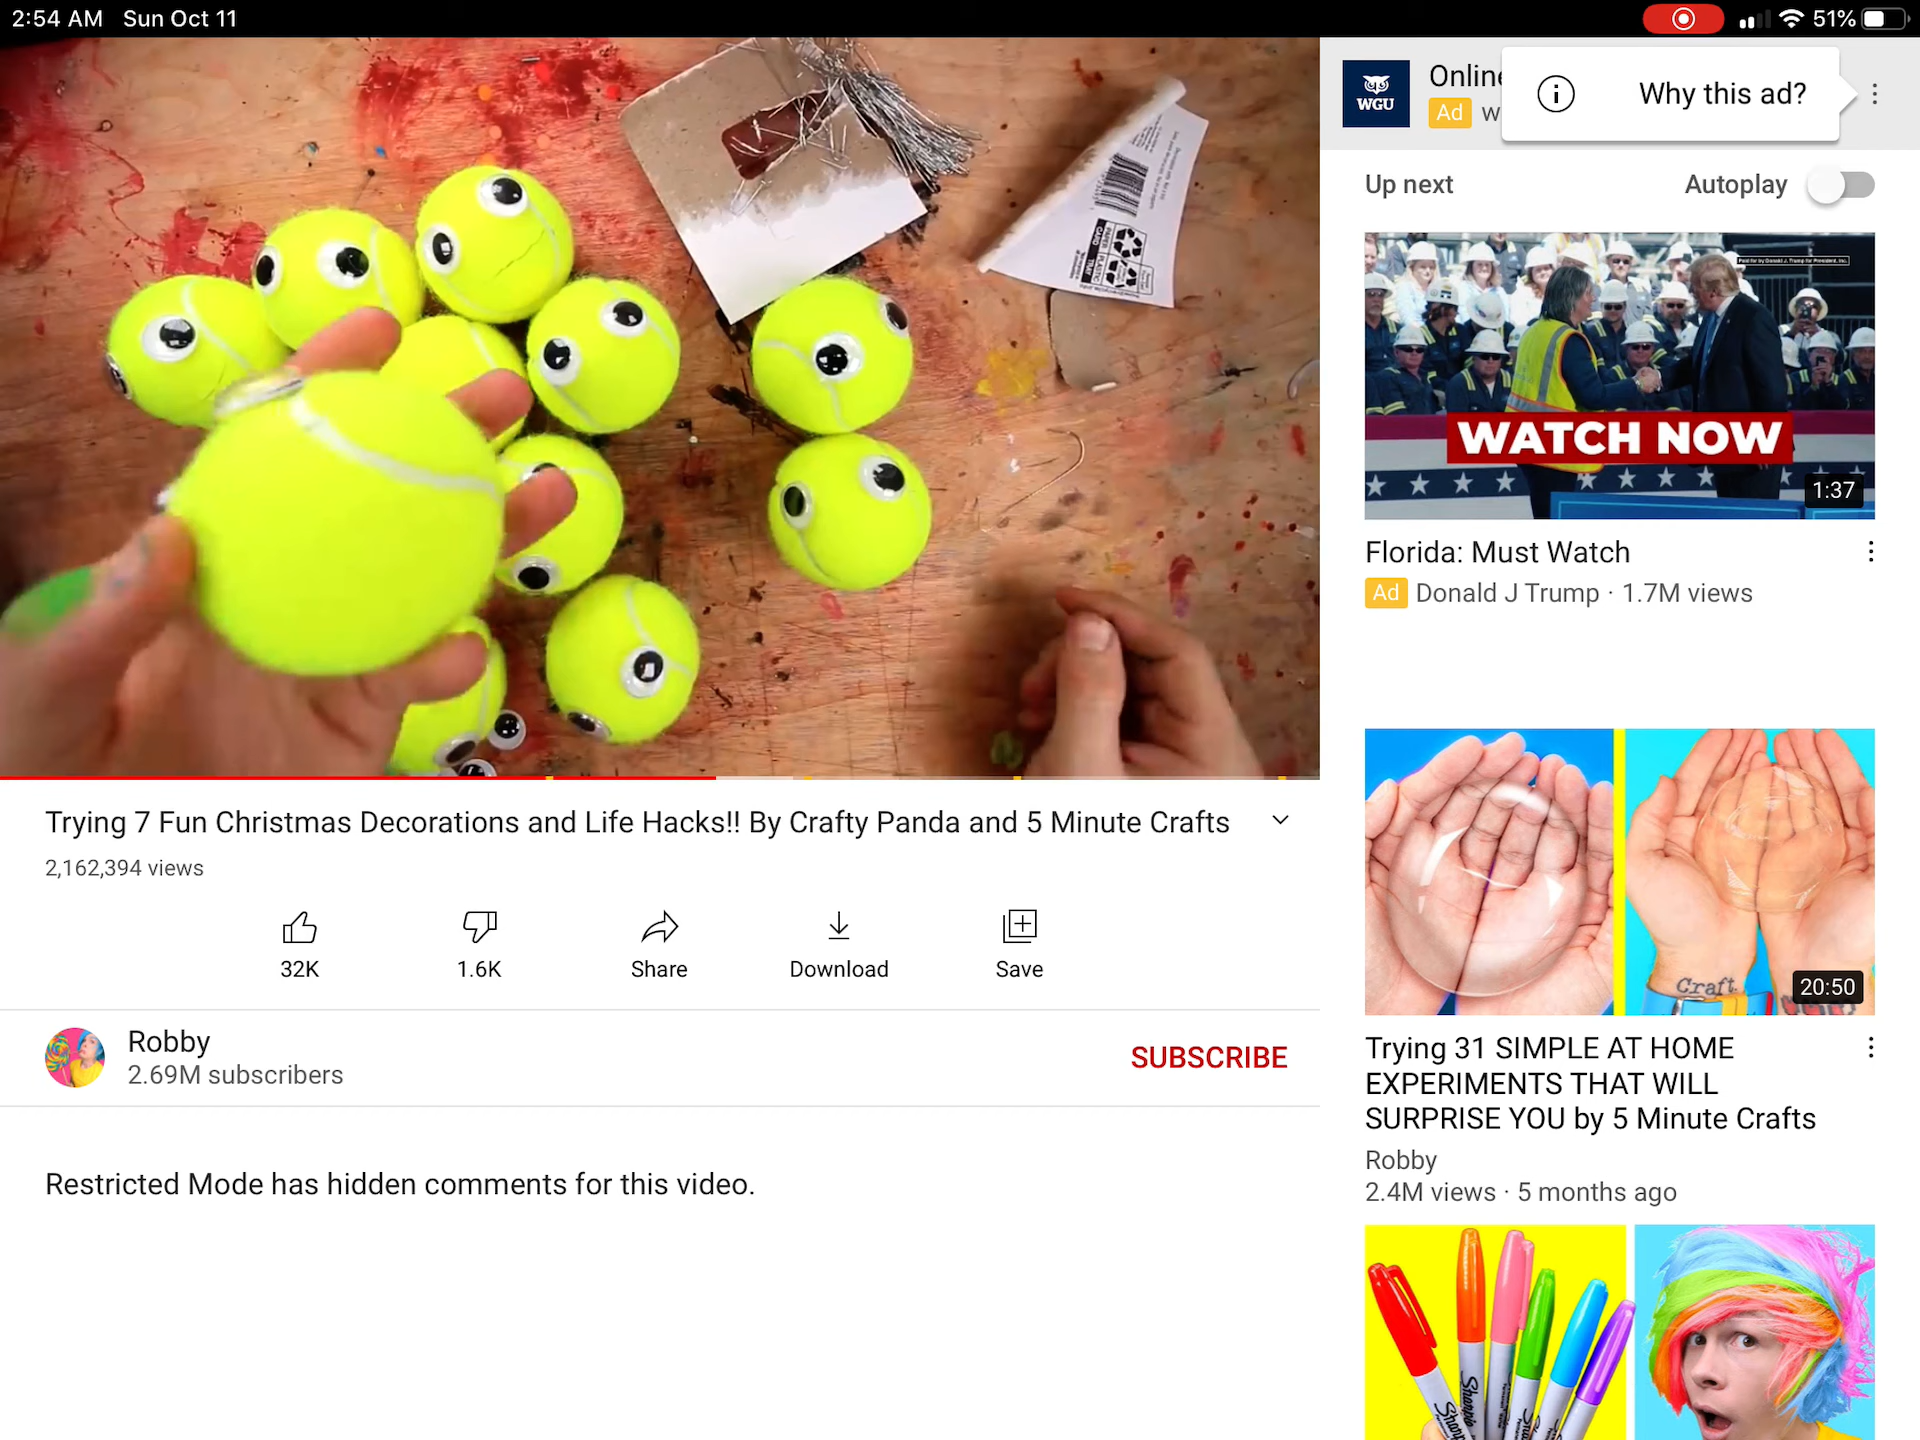 2:54 AM Sun Oct 11
51%
WGU
Online
Ad w
Why this ad?
Up next
Autoplay
WATCH NOW
1:37
Florida: Must Watch
Ad Donald J Trump · 1.7M views
Trying 7 Fun Christmas Decorations and Life Hacks!! By Crafty Panda and 5 Minute Crafts
2,162,394 views
32K
1.6K
Share
Download
Save
Robby
2.69M subscribers
SUBSCRIBE
Restricted Mode has hidden comments for this video.
Craft.
20:50
Trying 31 SIMPLE AT HOME
EXPERIMENTS THAT WILL
SURPRISE YOU by 5 Minute Crafts
Robby
2.4M views · 5 months ago
Sharpie